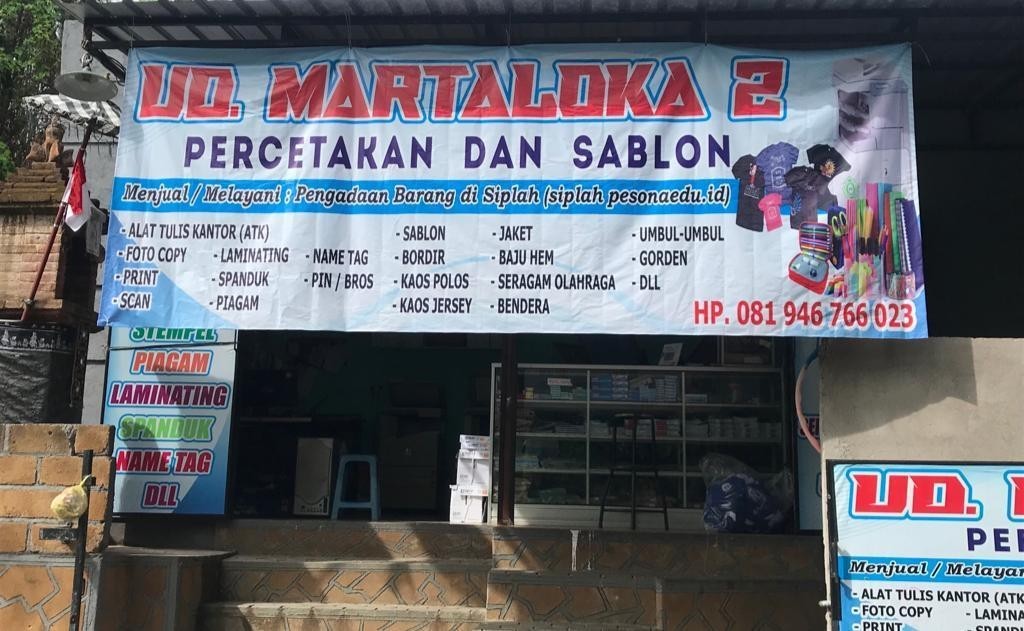 UD. MARTALOKA 2
PERCETAKAN DAN SABLON
Menjual / Melayani : Pengadaan Barang di Siplah (siplah pesonaedu.id)
- ALAT TULIS KANTOR (ATK)
- FOTO COPY
- PRINT
- SCAN
- LAMINATING
- SPANDUK
- PIAGAM
- NAME TAG
- PIN / BROS
- SABLON
- BORDIR
- KAOS POLOS
- KAOS JERSEY
- JAKET
- BAJU HEM
- SERAGAM OLAHRAGA
- BENDERA
- UMBUL-UMBUL
- GORDEN
- DLL
HP. 081 946 766 023
STEMPEL
PIAGAM
LAMINATING
SPANDUK
NAME TAG
DLL
UD.
PE
Menjual / Melayan
- ALAT TULIS KANTOR (ATK
- FOTO COPY
- LAMINA
- PRINT